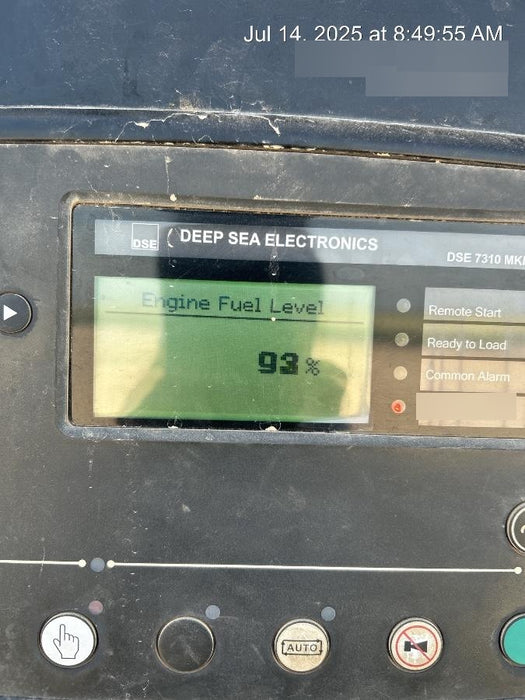 Jul 14, 2025 at 8:49:55 AM
DSE
DEEP SEA ELECTRONICS
DSE 7310 MK
Engine Fuel Level
93 %
Remote Start
Ready to Load
Common Alarm
AUTO